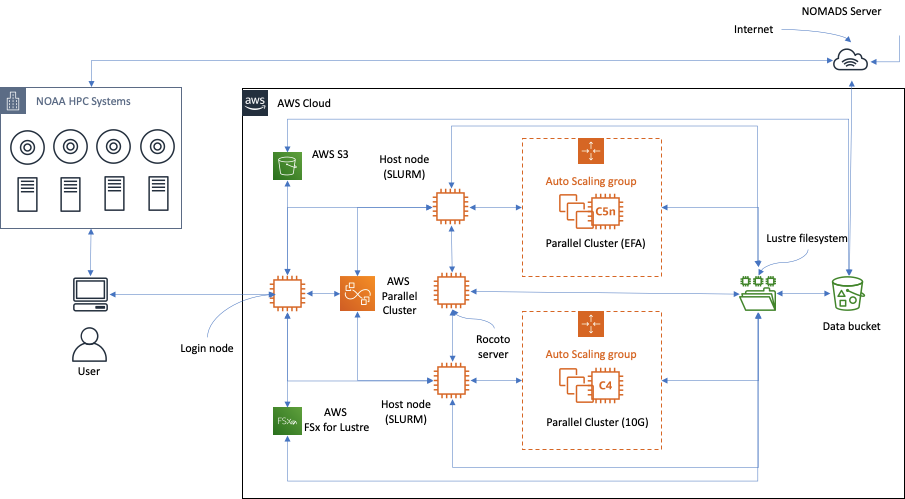 NOMADS Server
Internet
NOAA HPC Systems
aws
AWS Cloud
AWS S3
Host node
(SLURM)
Auto Scaling group
C5n
Parallel Cluster (EFA)
Lustre filesystem
AWS
Parallel
Cluster
Login node
Rocoto
server
Data bucket
User
Auto Scaling group
C4
Parallel Cluster (10G)
Host node
(SLURM)
FSx
AWS
FSx for Lustre